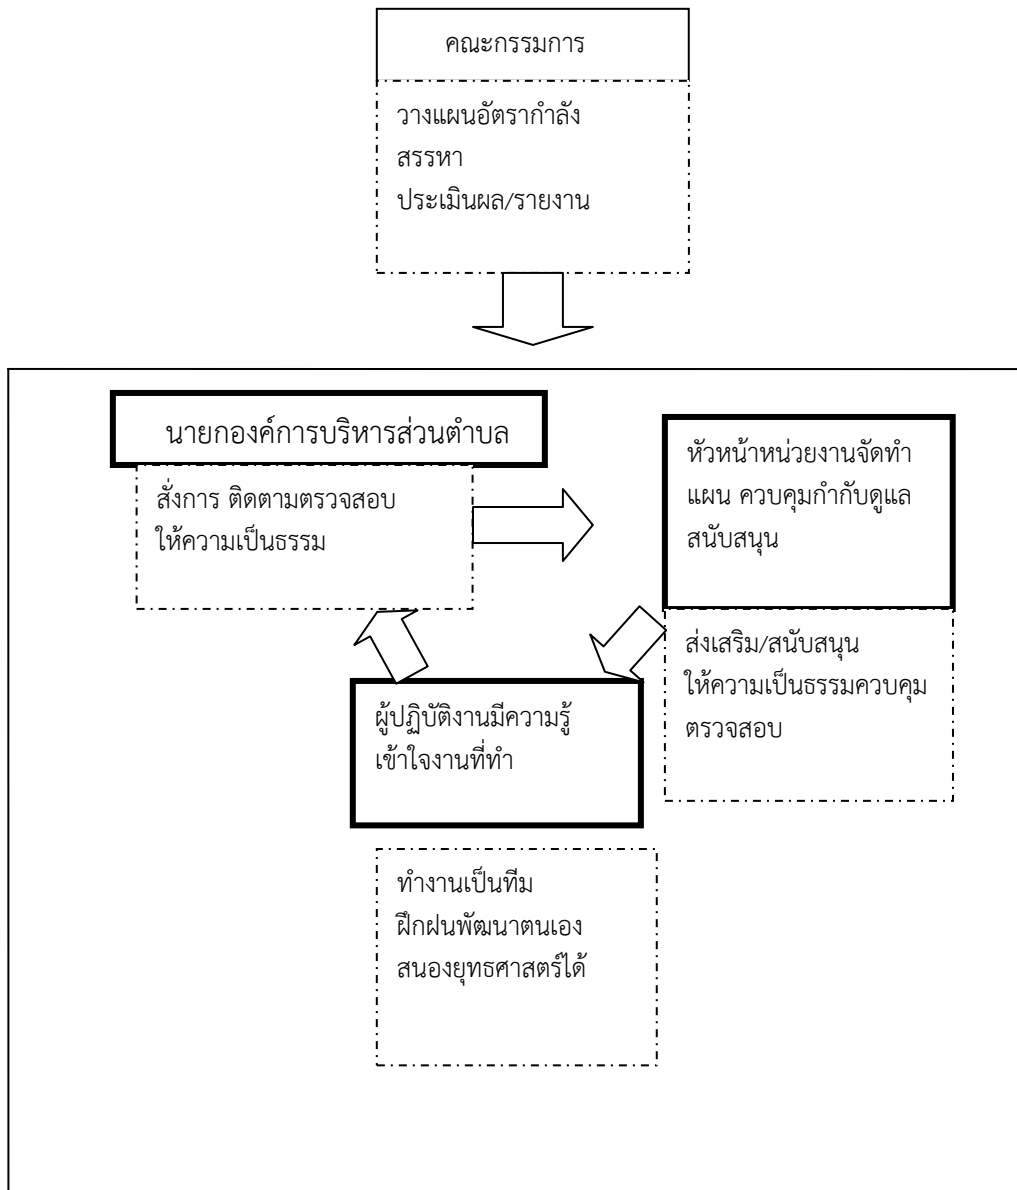 คณะกรรมการ
วางแผนอัตรากำลัง
สรรหา
ประเมินผล/รายงาน
นายกองค์การบริหารส่วนตำบล
สั่งการ ติดตามตรวจสอบ
ให้ความเป็นธรรม
หัวหน้าหน่วยงานจัดทำ
แผน ควบคุมกำกับดูแล
สนับสนุน
ส่งเสริม/สนับสนุน
ให้ความเป็นธรรมควบคุม
ตรวจสอบ
ผู้ปฏิบัติงานมีความรู้
เข้าใจงานที่ทำ
ทำงานเป็นทีม
ฝึกฝนพัฒนาตนเอง
สนองยุทธศาสตร์ได้